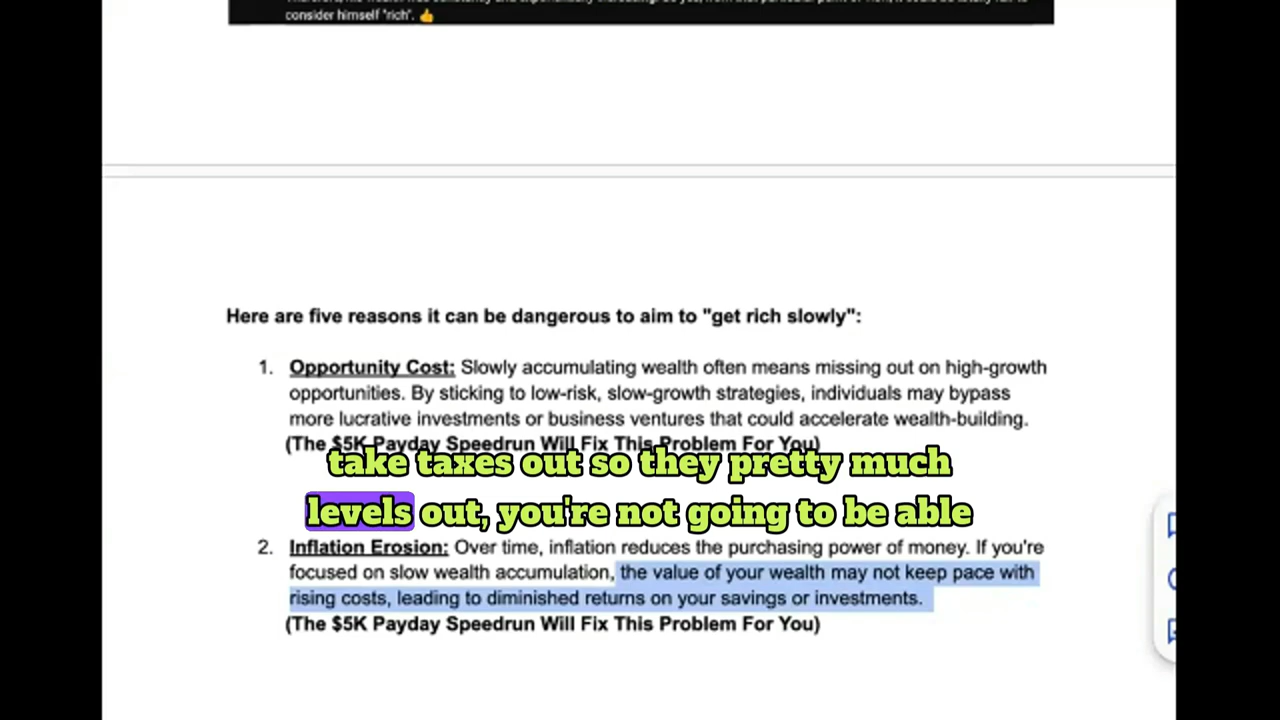 consider himself "rich". 👍
Here are five reasons it can be dangerous to aim to "get rich slowly":
1. Opportunity Cost: Slowly accumulating wealth often means missing out on high-growth
opportunities. By sticking to low-risk, slow-growth strategies, individuals may bypass
more lucrative investments or business ventures that could accelerate wealth-building.
(The $5K Payday Speedrun Will Fix This Problem For You)
take taxes out so they pretty much
levels out, you're not going to be able
2. Inflation Erosion: Over time, inflation reduces the purchasing power of money. If you're
focused on slow wealth accumulation, the value of your wealth may not keep pace with
rising costs, leading to diminished returns on your savings or investments.
(The $5K Payday Speedrun Will Fix This Problem For You)